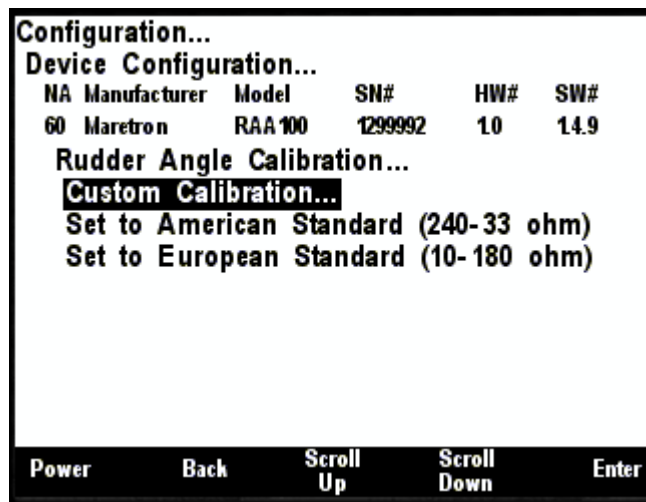 Configuration...
Device Configuration...
NA Manufacturer Model SN# HW# SW#
60 Maretron RAA100 1299992 1.0 1.4.9
Rudder Angle Calibration...
Custom Calibration...
Set to American Standard (240-33 ohm)
Set to European Standard (10-180 ohm)
Power Back Scroll Up Scroll Down Enter